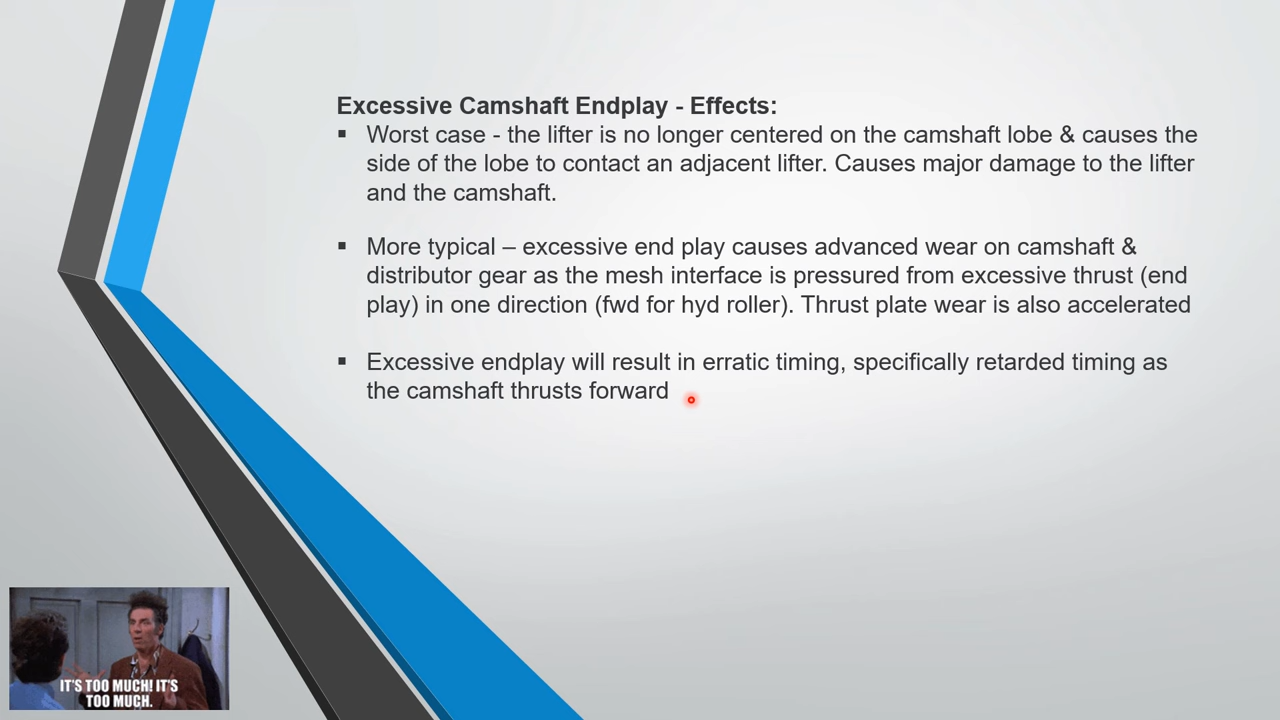 Excessive Camshaft Endplay - Effects:
▪ Worst case - the lifter is no longer centered on the camshaft lobe & causes the
side of the lobe to contact an adjacent lifter. Causes major damage to the lifter
and the camshaft.
▪ More typical – excessive end play causes advanced wear on camshaft &
distributor gear as the mesh interface is pressured from excessive thrust (end
play) in one direction (fwd for hyd roller). Thrust plate wear is also accelerated
▪ Excessive endplay will result in erratic timing, specifically retarded timing as
the camshaft thrusts forward
IT'S TOO MUCH! IT'S
TOO MUCH.